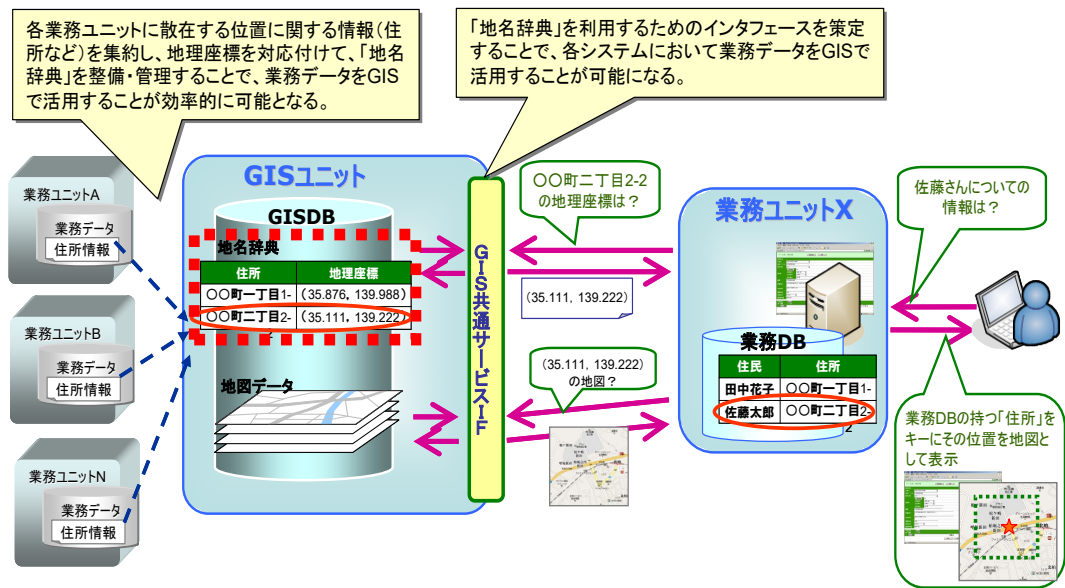 各業務ユニットに散在する位置に関する情報(住
所など)を集約し、地理座標を対応付けて、「地名
辞典」を整備・管理することで、業務データをGIS
で活用することが効率的に可能となる。
「地名辞典」を利用するためのインタフェースを策定
することで、各システムにおいて業務データをGISで
活用することが可能になる。
業務ユニットA
業務データ
住所情報
業務ユニットB
業務データ
住所情報
業務ユニットN
業務データ
住所情報
GISユニット
GISDB
地名辞典
住所 地理座標
〇〇町一丁目1- (35.876, 139.988)
〇〇町二丁目2- (35.111, 139.222)
地図データ
GIS共通サービスIF
〇〇町二丁目2-2
の地理座標は?
(35.111, 139.222)
(35.111, 139.222)
の地図?
業務ユニットX
業務DB
住民 住所
田中花子 〇〇町一丁目1-
佐藤太郎 〇〇町二丁目2-
2
佐藤さんについての
情報は?
業務DBの持つ「住所」を
キーにその位置を地図と
して表示